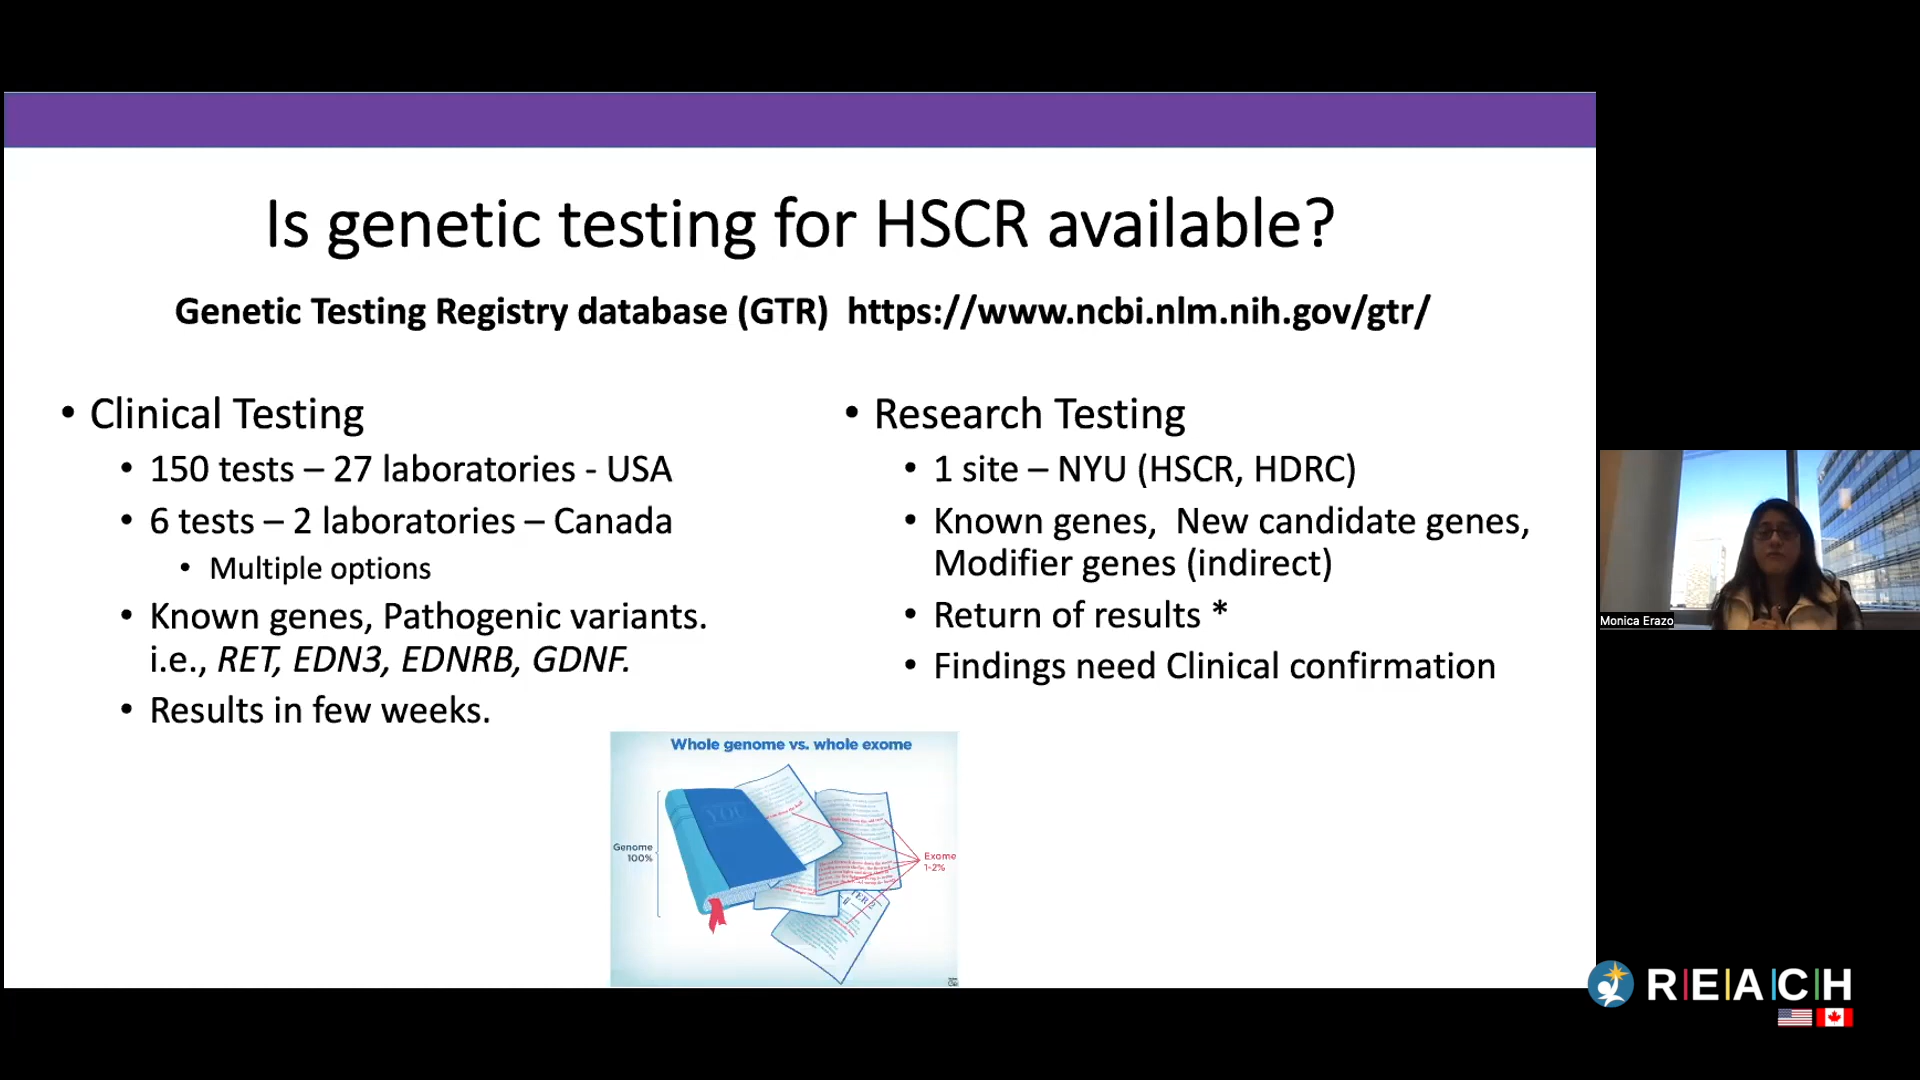 Is genetic testing for HSCR available?
Genetic Testing Registry database (GTR) https://www.ncbi.nlm.nih.gov/gtr/
• Clinical Testing
• 150 tests – 27 laboratories - USA
• 6 tests – 2 laboratories – Canada
• Multiple options
• Known genes, Pathogenic variants.
i.e., RET, EDN3, EDNRB, GDNF.
• Results in few weeks.
• Research Testing
• 1 site – NYU (HSCR, HDRC)
• Known genes, New candidate genes,
Modifier genes (indirect)
• Return of results *
• Findings need Clinical confirmation
Whole genome vs. whole exome
YOU
Genome
100%
Exome
1-2%
Monica Erazo
R|E|A|C|H